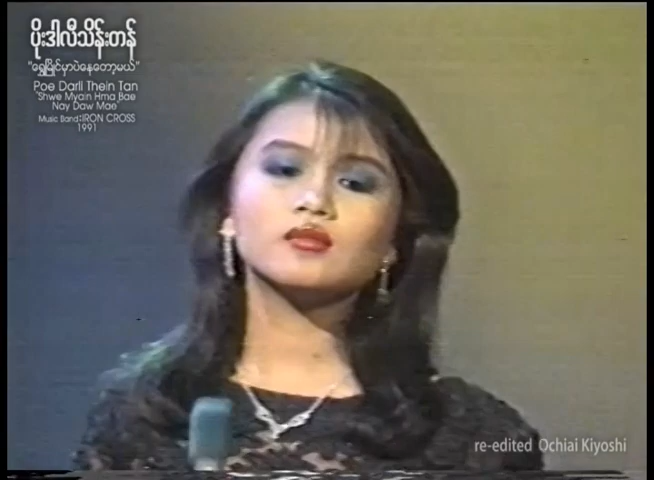 ပိုးဒါလီသိန်းတန်
"ရွှေမြိုင်မှာပဲနေတော့မယ်"
Poe Darli Thein Tan
"Shwe Myain Hma Bae
Nay Daw Mae"
Music Band:IRON CROSS
1991
re-edited Ochiai Kiyoshi